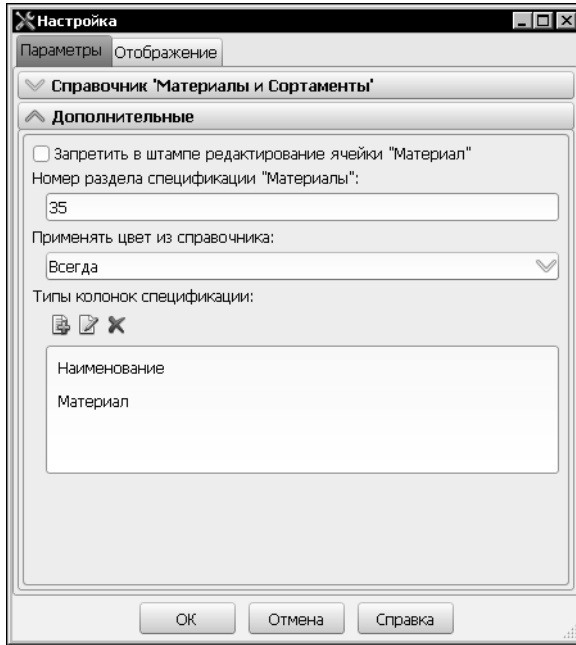 Настройка
Параметры Отображение
Справочник 'Материалы и Сортаменты'
Дополнительные
Запретить в штампе редактирование ячейки "Материал"
Номер раздела спецификации "Материалы":
35
Применять цвет из справочника:
Всегда
Типы колонок спецификации:
Наименование
Материал
ОК Отмена Справка